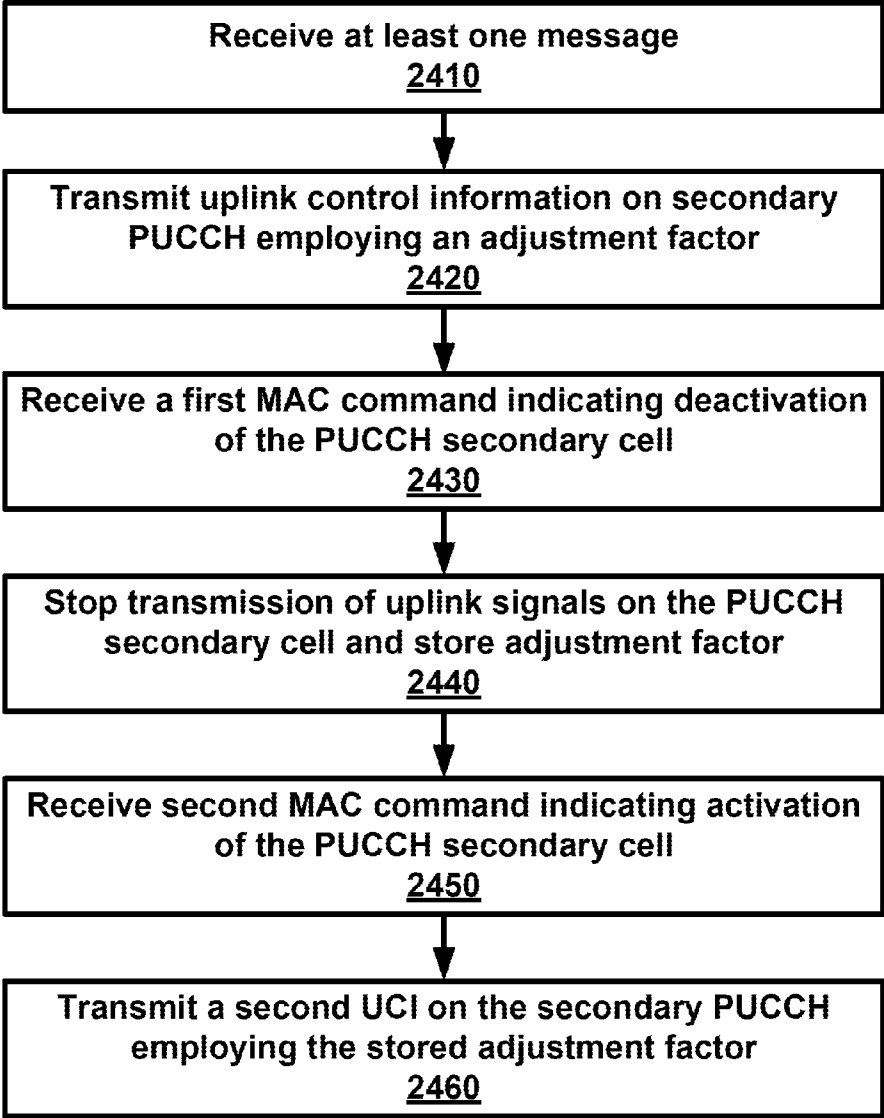 Receive at least one message
2410
Transmit uplink control information on secondary
PUCCH employing an adjustment factor
2420
Receive a first MAC command indicating deactivation
of the PUCCH secondary cell
2430
Stop transmission of uplink signals on the PUCCH
secondary cell and store adjustment factor
2440
Receive second MAC command indicating activation
of the PUCCH secondary cell
2450
Transmit a second UCI on the secondary PUCCH
employing the stored adjustment factor
2460